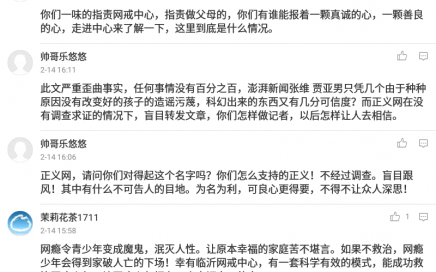 你们一味的指责网戒中心，指责做父母的，你们有谁能报着一颗真诚的心，一颗善良
的心，走进中心来了解一下，这里到底是什么情况。
帅哥乐悠悠
2-14 16:11
此文严重歪曲事实，任何事情没有百分之百，澎湃新闻张维 贾亚男只凭几个由于种种
原因没有改变好的孩子的造谣污蔑，科幻出来的东西又有几分可信度？而正义网在没
有调查求证的情况下，盲目转发文章，你们怎样做记者，以后怎样让人去相信。
帅哥乐悠悠
2-14 16:06
正义网，请问你们对得起这个名字吗？你们怎么支持的正义！不经过调查。盲目跟
风！其中有什么不可告人的目地。为名为利，可良心更得要，不得不让众人深思！
茉莉花茶1711
2-14 15:58
网瘾令青少年变成魔鬼，泯灭人性。让原本幸福的家庭苦不堪言。如果不救治，网瘾
少年会得到家破人亡的下场！幸有临沂网戒中心，有一套科学有效的模式，能成功救